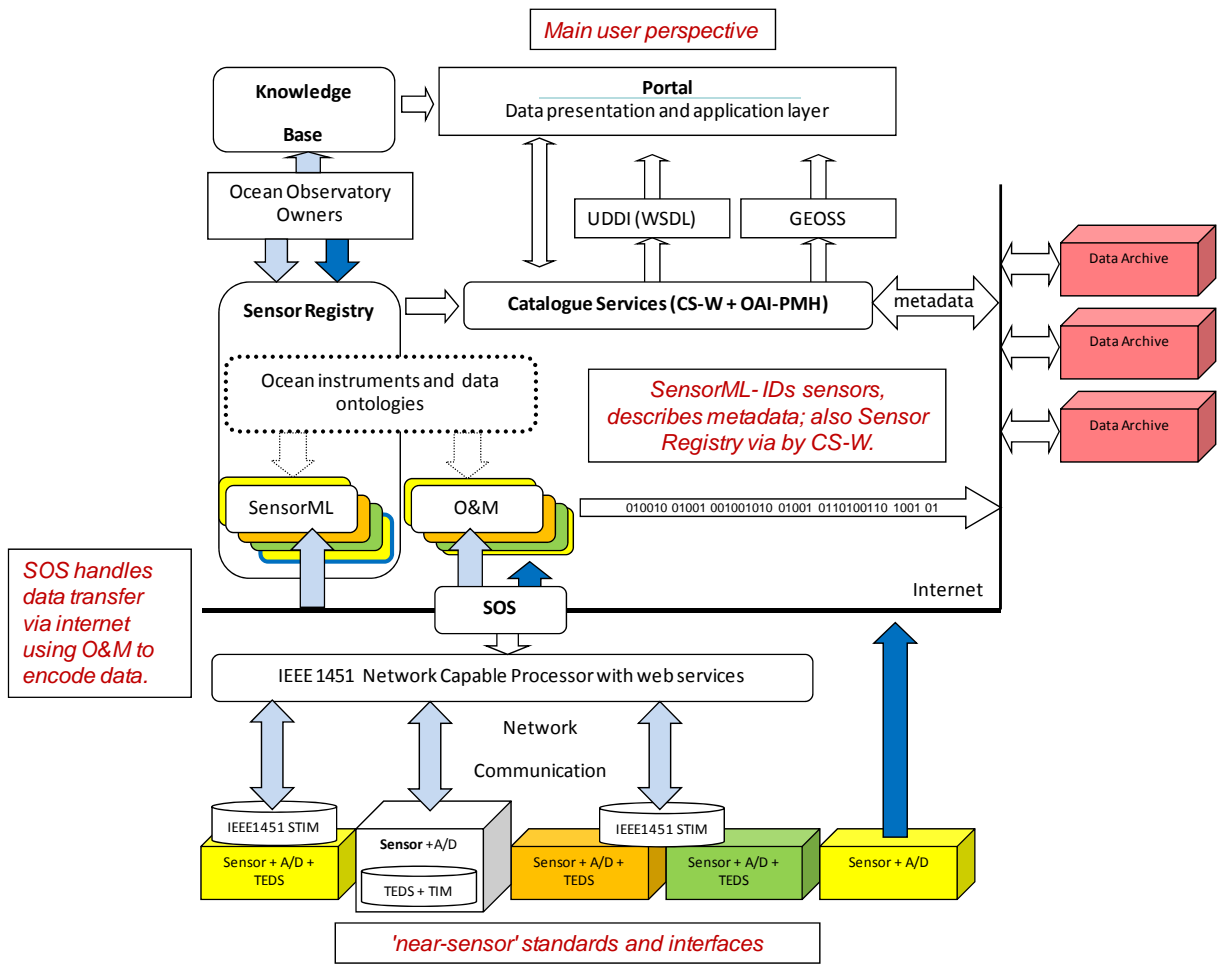 Main user perspective
Knowledge
Base
Portal
Data presentation and application layer
Ocean Observatory
Owners
UDDI (WSDL)
GEOSS
Data Archive
Sensor Registry
Catalogue Services (CS-W + OAI-PMH)
metadata
Data Archive
Ocean instruments and data
ontologies
SensorML- IDs sensors,
describes metadata; also Sensor
Registry via by CS-W.
Data Archive
SensorML
O&M
010010 01001 001001010 01001 0110100110 1001 01
SOS handles
data transfer
via internet
using O&M to
encode data.
Internet
SOS
IEEE 1451 Network Capable Processor with web services
Network
Communication
IEEE1451 STIM
Sensor + A/D +
TEDS
Sensor +A/D
TEDS + TIM
IEEE1451 STIM
Sensor + A/D +
TEDS
Sensor + A/D +
TEDS
Sensor + A/D
'near-sensor' standards and interfaces